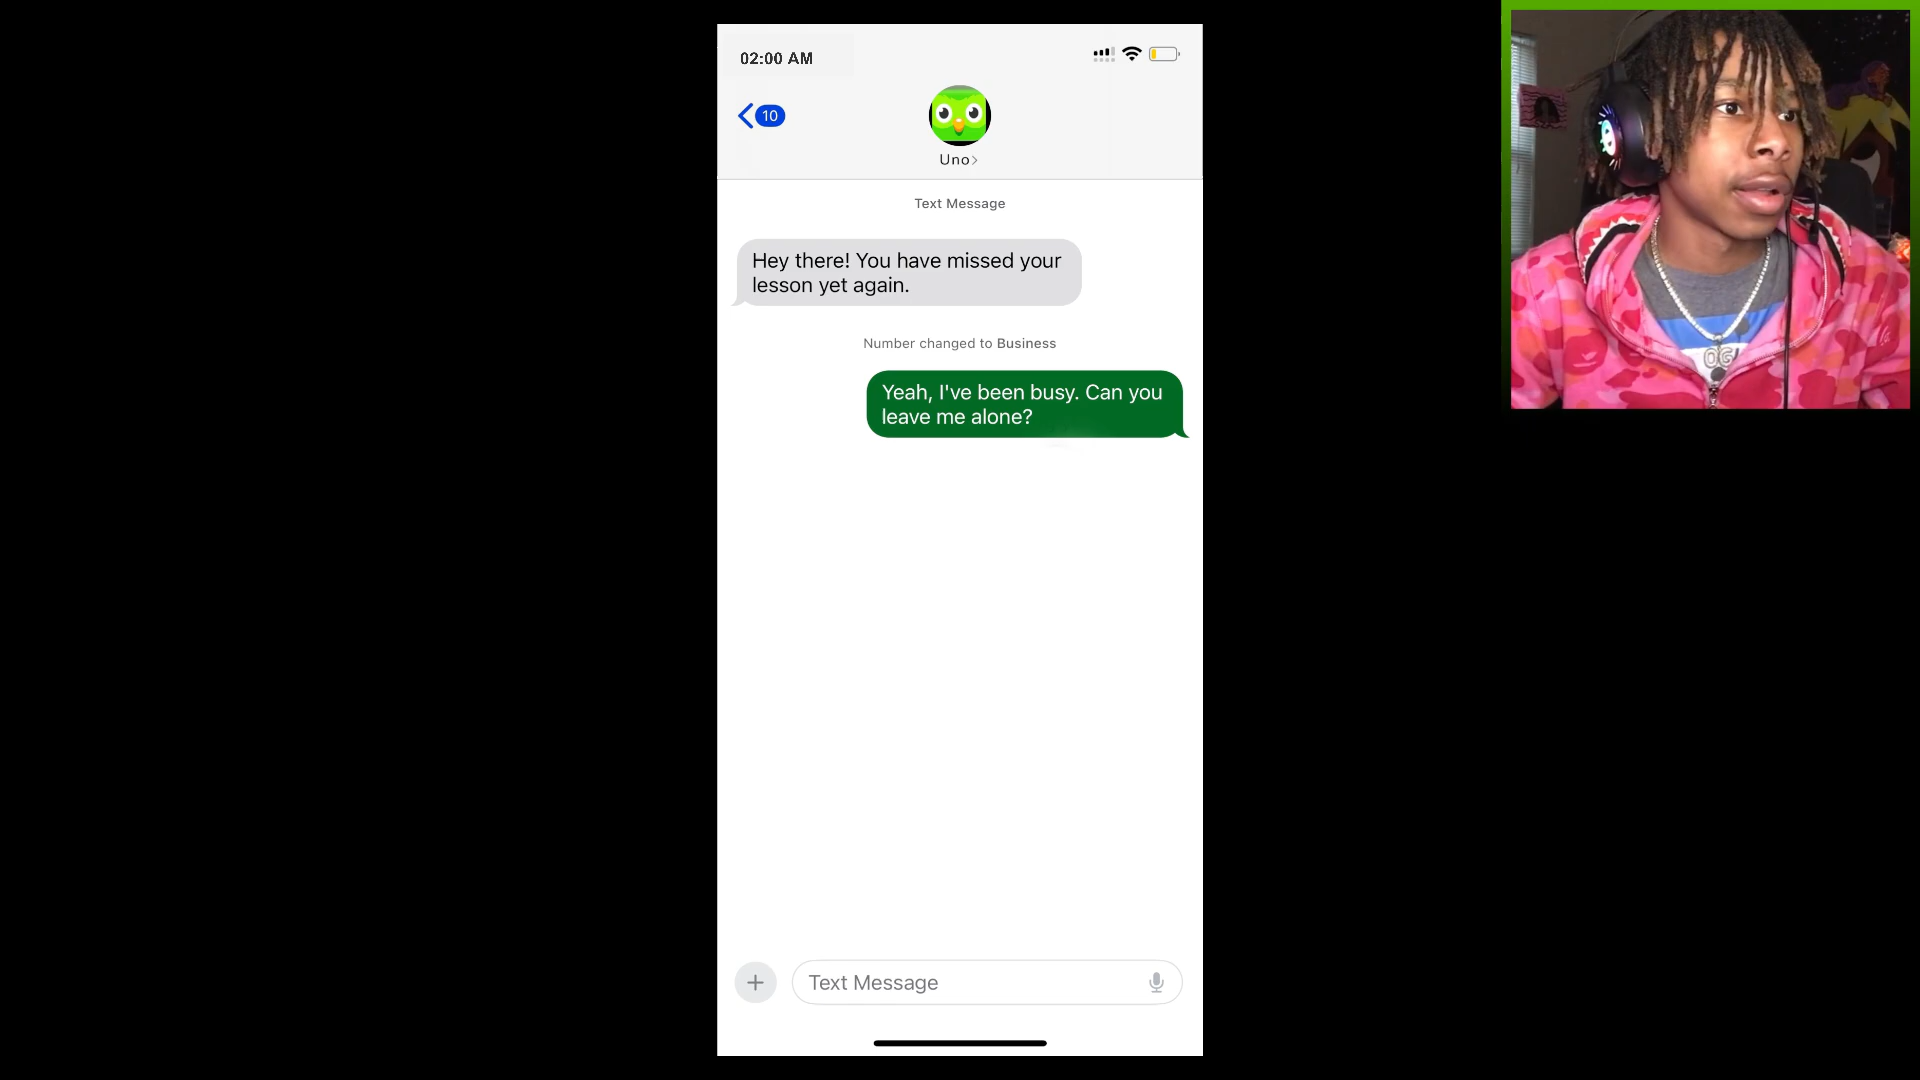 02:00 AM
10
Uno
Text Message
Hey there! You have missed your
lesson yet again.
Number changed to Business
Yeah, I've been busy. Can you
leave me alone?
Text Message
OG